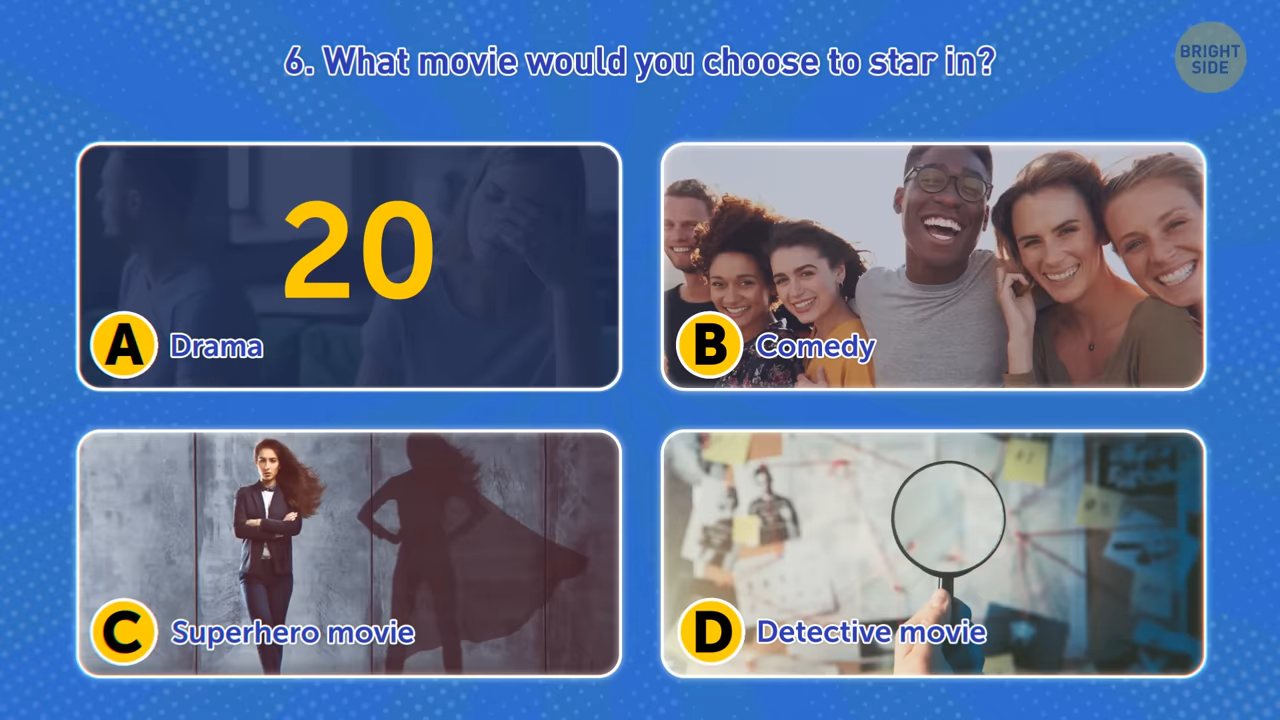 6. What movie would you choose to star in?
BRIGHT
SIDE
20
A Drama
B Comedy
C Superhero movie
D Detective movie